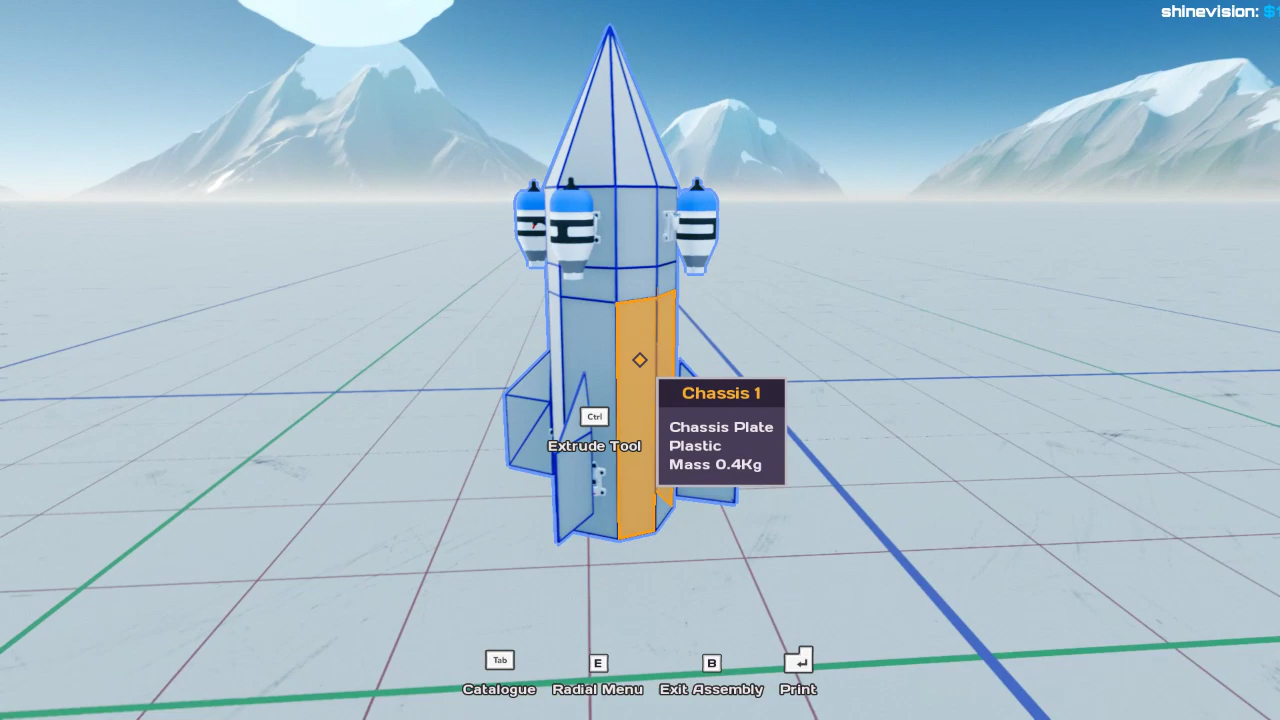 shinevision: $
Chassis 1
Chassis Plate
Plastic
Mass 0.4Kg
Ctrl
Extrude Tool
Tab
E
B
Catalogue
Radial Menu
Exit Assembly
Print